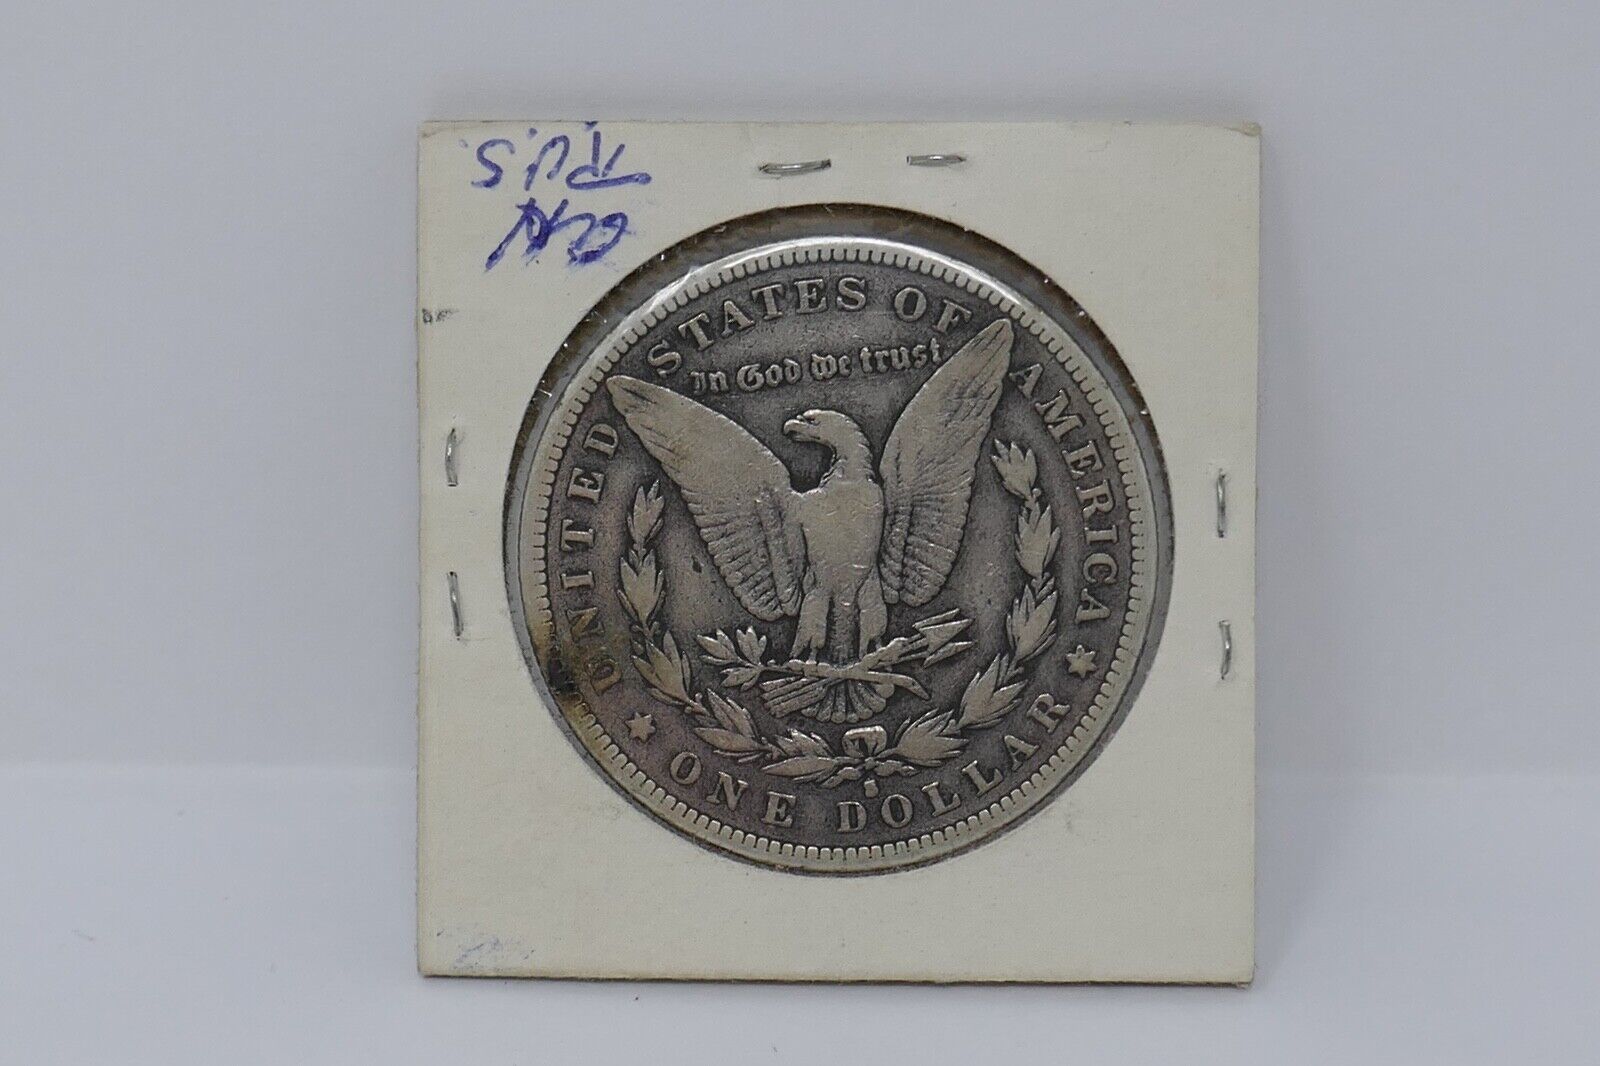 UNITED STATES OF AMERICA
In God we trust
S
ONE DOLLAR